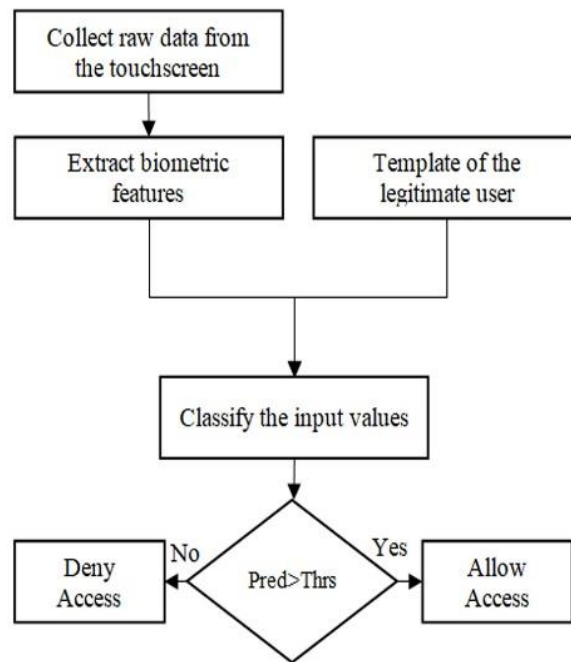 Collect raw data from
the touchscreen
Extract biometric
features
Template of the
legitimate user
Classify the input values
No
Yes
Deny
Access
Pred>Thrs
Allow
Access